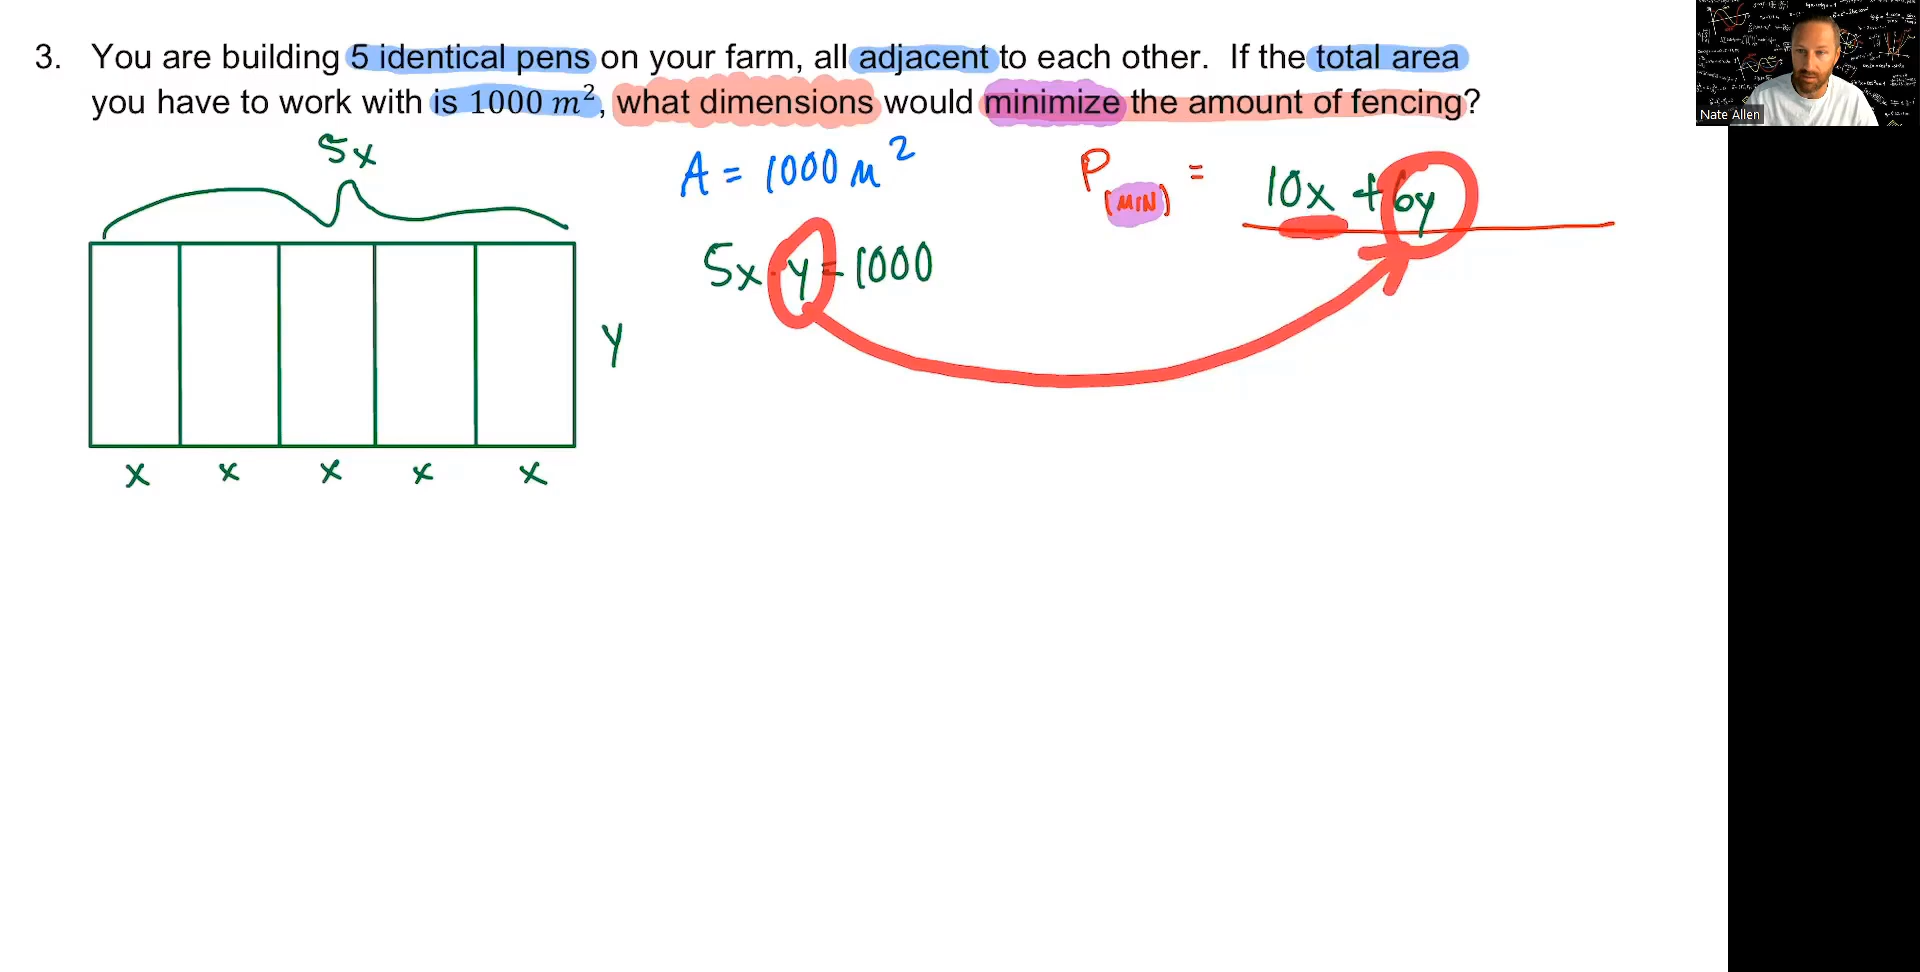 3. You are building 5 identical pens on your farm, all adjacent to each other. If the total area
you have to work with is 1000 m², what dimensions would minimize the amount of fencing?
5x
A = 1000 m²
P (MIN) = 10x + 6y
5x · y = 1000
y
x x x x x
Nate Allen